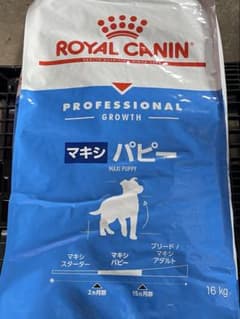 ROYAL CANIN
PROFESSIONAL
GROWTH
マキシ パピー
MAXI PUPPY
マキシ
スターター
マキシ
パピー
ブリード/
マキシ
アダルト
2ヵ月齢
15ヵ月齢
16 kg